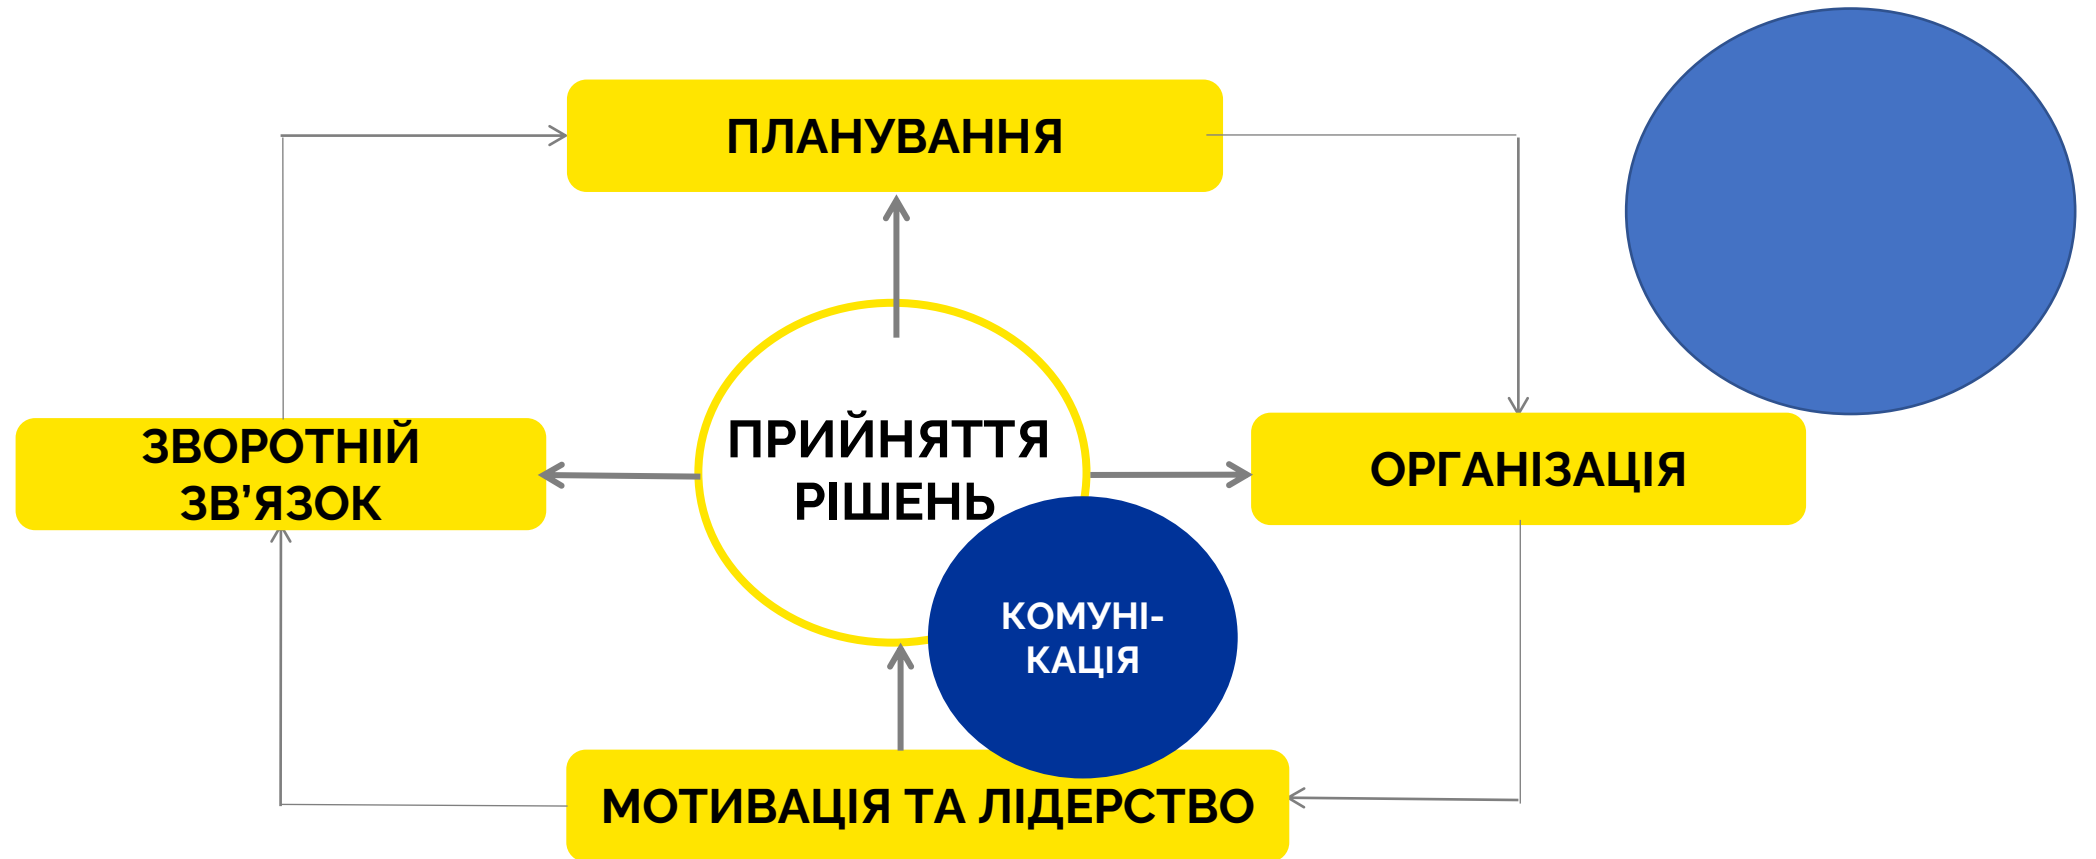 ПЛАНУВАННЯ
ЗВОРОТНІЙ
ЗВ’ЯЗОК
ПРИЙНЯТТЯ
РІШЕНЬ
ОРГАНІЗАЦІЯ
КОМУНІ-
КАЦІЯ
МОТИВАЦІЯ ТА ЛІДЕРСТВО